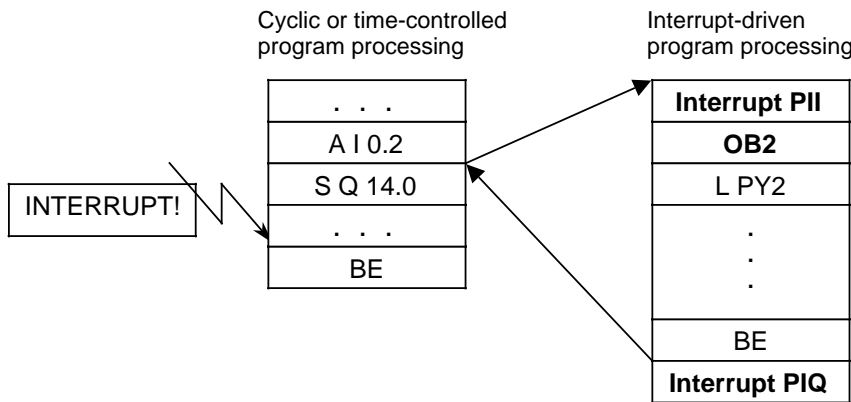 Cyclic or time-controlled
program processing
Interrupt-driven
program processing
INTERRUPT!
. . .
A I 0.2
S Q 14.0
. . .
BE
Interrupt PII
OB2
L PY2
.
.
.
BE
Interrupt PIQ